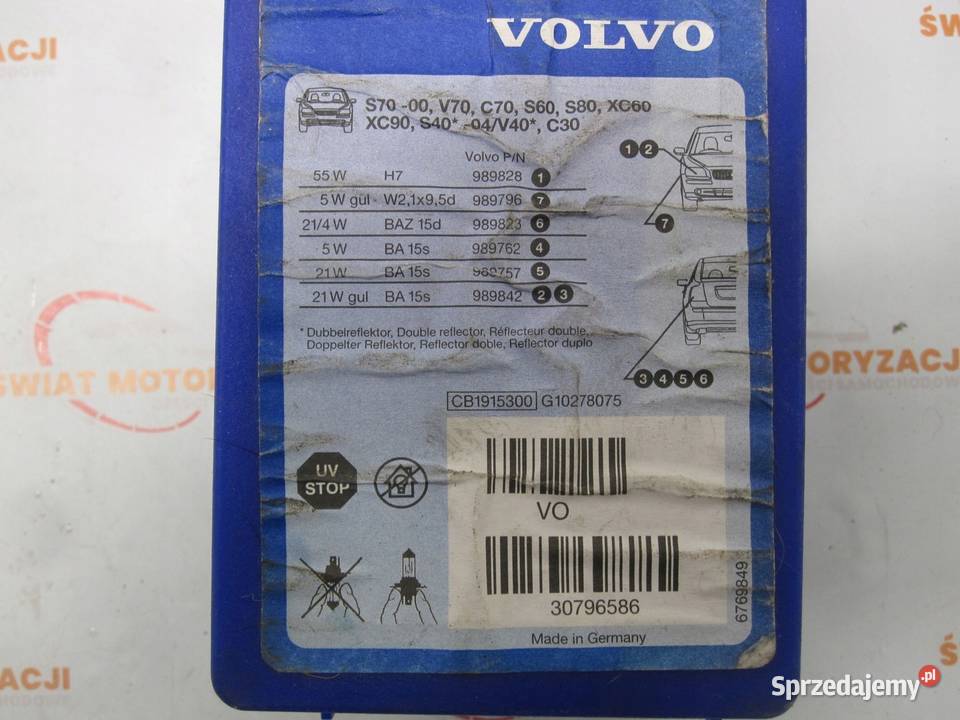 VOLVO
S70 -00, V70, C70, S60, S80, XC60
XC90, S40* -04/V40*, C30
Volvo P/N
55 W H7 989828 1
5 W gul - W2,1x9,5d 989796 7
21/4 W BAZ 15d 989823 6
5 W BA 15s 989762 4
21 W BA 15s 989757 5
21 W gul BA 15s 989842 2 3
1 2
7
3 4 5 6
* Dubbelreflektor, Double reflector, Réflecteur double,
Doppelter Reflektor, Reflector doble, Reflector duplo
CB1915300 G10278075
UV
STOP
VO
30796586
6769849
Made in Germany
ŚWIAT MOTOR
ORYZACJI
ACJI
ACJI
ŚW
ŚW
Sprzedajemy.pl